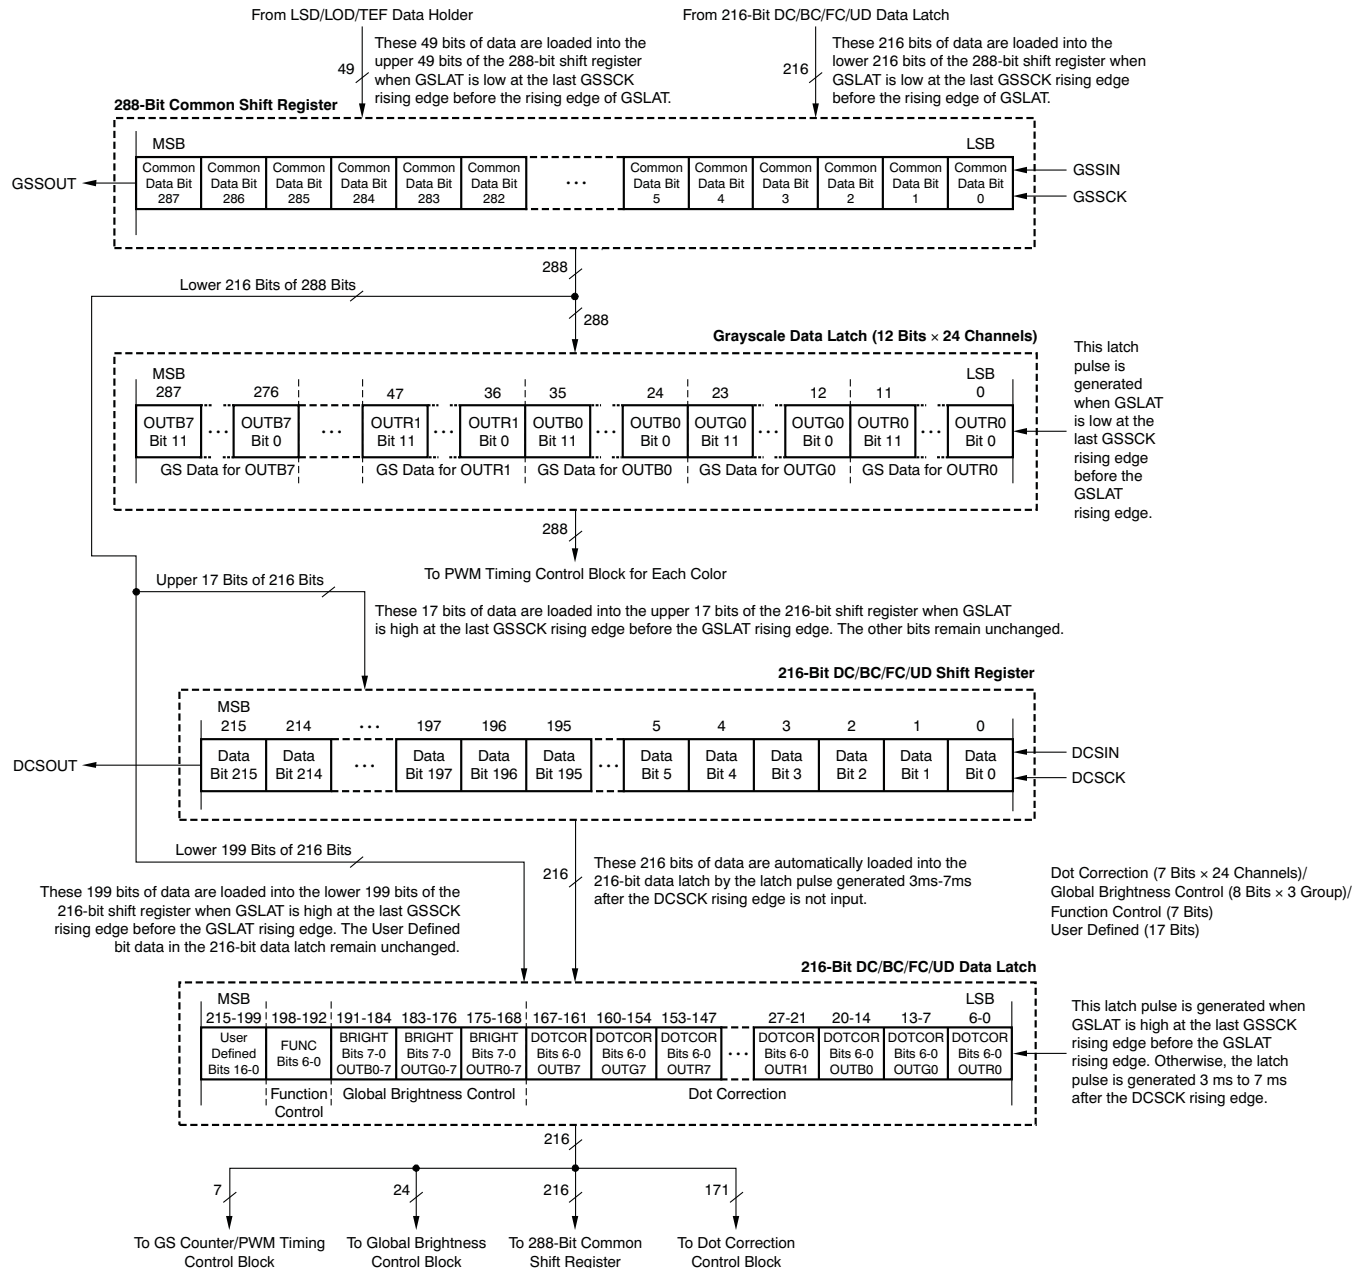 From LSD/LOD/TEF Data Holder
From 216-Bit DC/BC/FC/UD Data Latch
These 49 bits of data are loaded into the
upper 49 bits of the 288-bit shift register
when GSLAT is low at the last GSSCK
rising edge before the rising edge of GSLAT.
49
These 216 bits of data are loaded into the
lower 216 bits of the 288-bit shift register when
GSLAT is low at the last GSSCK rising edge
before the rising edge of GSLAT.
216
288-Bit Common Shift Register
MSB
LSB
GSSOUT
Common Data Bit 287
Common Data Bit 286
Common Data Bit 285
Common Data Bit 284
Common Data Bit 283
Common Data Bit 282
...
Common Data Bit 5
Common Data Bit 4
Common Data Bit 3
Common Data Bit 2
Common Data Bit 1
Common Data Bit 0
GSSIN
GSSCK
288
Lower 216 Bits of 288 Bits
288
Grayscale Data Latch (12 Bits × 24 Channels)
MSB
LSB
287 276 47 36 35 24 23 12 11 0
OUTB7 Bit 11
...
OUTB7 Bit 0
...
OUTR1 Bit 11
...
OUTR1 Bit 0
OUTB0 Bit 11
...
OUTB0 Bit 0
OUTG0 Bit 11
...
OUTG0 Bit 0
OUTR0 Bit 11
...
OUTR0 Bit 0
GS Data for OUTB7
GS Data for OUTR1
GS Data for OUTB0
GS Data for OUTG0
GS Data for OUTR0
This latch
pulse is
generated
when GSLAT
is low at the
last GSSCK
rising edge
before the
GSLAT
rising edge.
288
To PWM Timing Control Block for Each Color
Upper 17 Bits of 216 Bits
These 17 bits of data are loaded into the upper 17 bits of the 216-bit shift register when GSLAT
is high at the last GSSCK rising edge before the GSLAT rising edge. The other bits remain unchanged.
216-Bit DC/BC/FC/UD Shift Register
MSB
215 214 ... 197 196 195 5 4 3 2 1 0
DCSOUT
Data Bit 215
Data Bit 214
...
Data Bit 197
Data Bit 196
Data Bit 195
...
Data Bit 5
Data Bit 4
Data Bit 3
Data Bit 2
Data Bit 1
Data Bit 0
DCSIN
DCSCK
Lower 199 Bits of 216 Bits
These 199 bits of data are loaded into the lower 199 bits of the
216-bit shift register when GSLAT is high at the last GSSCK
rising edge before the GSLAT rising edge. The User Defined
bit data in the 216-bit data latch remain unchanged.
216
These 216 bits of data are automatically loaded into the
216-bit data latch by the latch pulse generated 3ms-7ms
after the DCSCK rising edge is not input.
Dot Correction (7 Bits × 24 Channels)/
Global Brightness Control (8 Bits × 3 Group)/
Function Control (7 Bits)
User Defined (17 Bits)
216-Bit DC/BC/FC/UD Data Latch
MSB
LSB
215-199 198-192 191-184 183-176 175-168 167-161 160-154 153-147 27-21 20-14 13-7 6-0
User Defined Bits 16-0
FUNC Bits 6-0
BRIGHT Bits 7-0 OUTB0-7
BRIGHT Bits 7-0 OUTG0-7
BRIGHT Bits 7-0 OUTR0-7
DOTCOR Bits 6-0 OUTB7
DOTCOR Bits 6-0 OUTG7
DOTCOR Bits 6-0 OUTR7
...
DOTCOR Bits 6-0 OUTR1
DOTCOR Bits 6-0 OUTB0
DOTCOR Bits 6-0 OUTG0
DOTCOR Bits 6-0 OUTR0
Function
Control
Global Brightness Control
Dot Correction
This latch pulse is generated when
GSLAT is high at the last GSSCK
rising edge before the GSLAT
rising edge. Otherwise, the latch
pulse is generated 3 ms to 7 ms
after the DCSCK rising edge.
216
7
24
216
171
To GS Counter/PWM Timing
Control Block
To Global Brightness
Control Block
To 288-Bit Common
Shift Register
To Dot Correction
Control Block